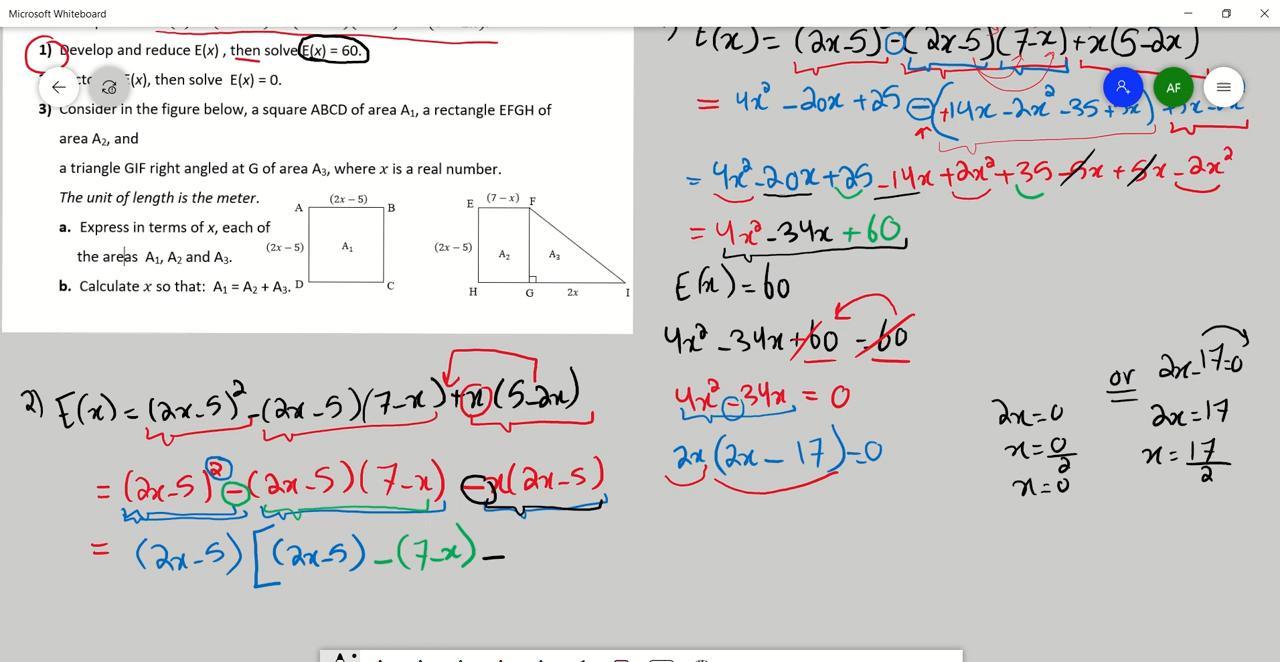 Microsoft Whiteboard
1) Develop and reduce E(x) , then solve E(x) = 60.
E(x), then solve E(x) = 0.
3) Consider in the figure below, a square ABCD of area A₁, a rectangle EFGH of
area A₂, and
a triangle GIF right angled at G of area A₃, where x is a real number.
The unit of length is the meter.
a. Express in terms of x, each of
the areas A₁, A₂ and A₃.
b. Calculate x so that: A₁ = A₂ + A₃.
A (2x − 5) B
(2x − 5) A₁
D C
E (7 − x) F
(2x − 5) A₂ A₃
H G 2x I
AF
E(x) = (2x-5) - (2x-5)(7-x) + x(5-2x)
= 4x² - 20x + 25 - (+14x - 2x² - 35 +
= 4x² - 20x + 25 - 14x + 2x² + 35 - 5x + 5x - 2x²
= 4x² - 34x + 60
E(x) = 60
4x² - 34x + 60 = 60
4x² - 34x = 0
2x(2x - 17) = 0
2x = 0
x = 0/2
x = 0
or
2x - 17 = 0
2x = 17
x = 17/2
2) E(x) = (2x-5)² - (2x-5)(7-x) + x(5-2x)
= (2x-5)² - (2x-5)(7-x) - x(2x-5)
= (2x-5)[(2x-5) - (7-x) -